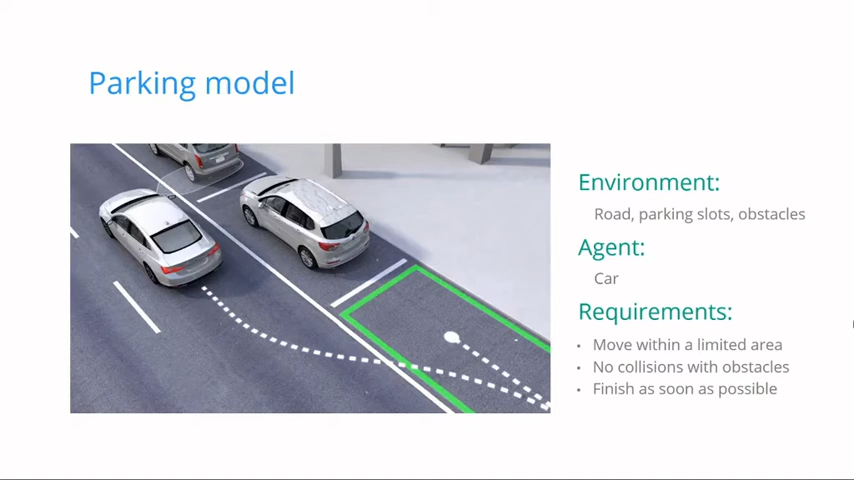 Parking model
Environment:
Road, parking slots, obstacles
Agent:
Car
Requirements:
• Move within a limited area
• No collisions with obstacles
• Finish as soon as possible